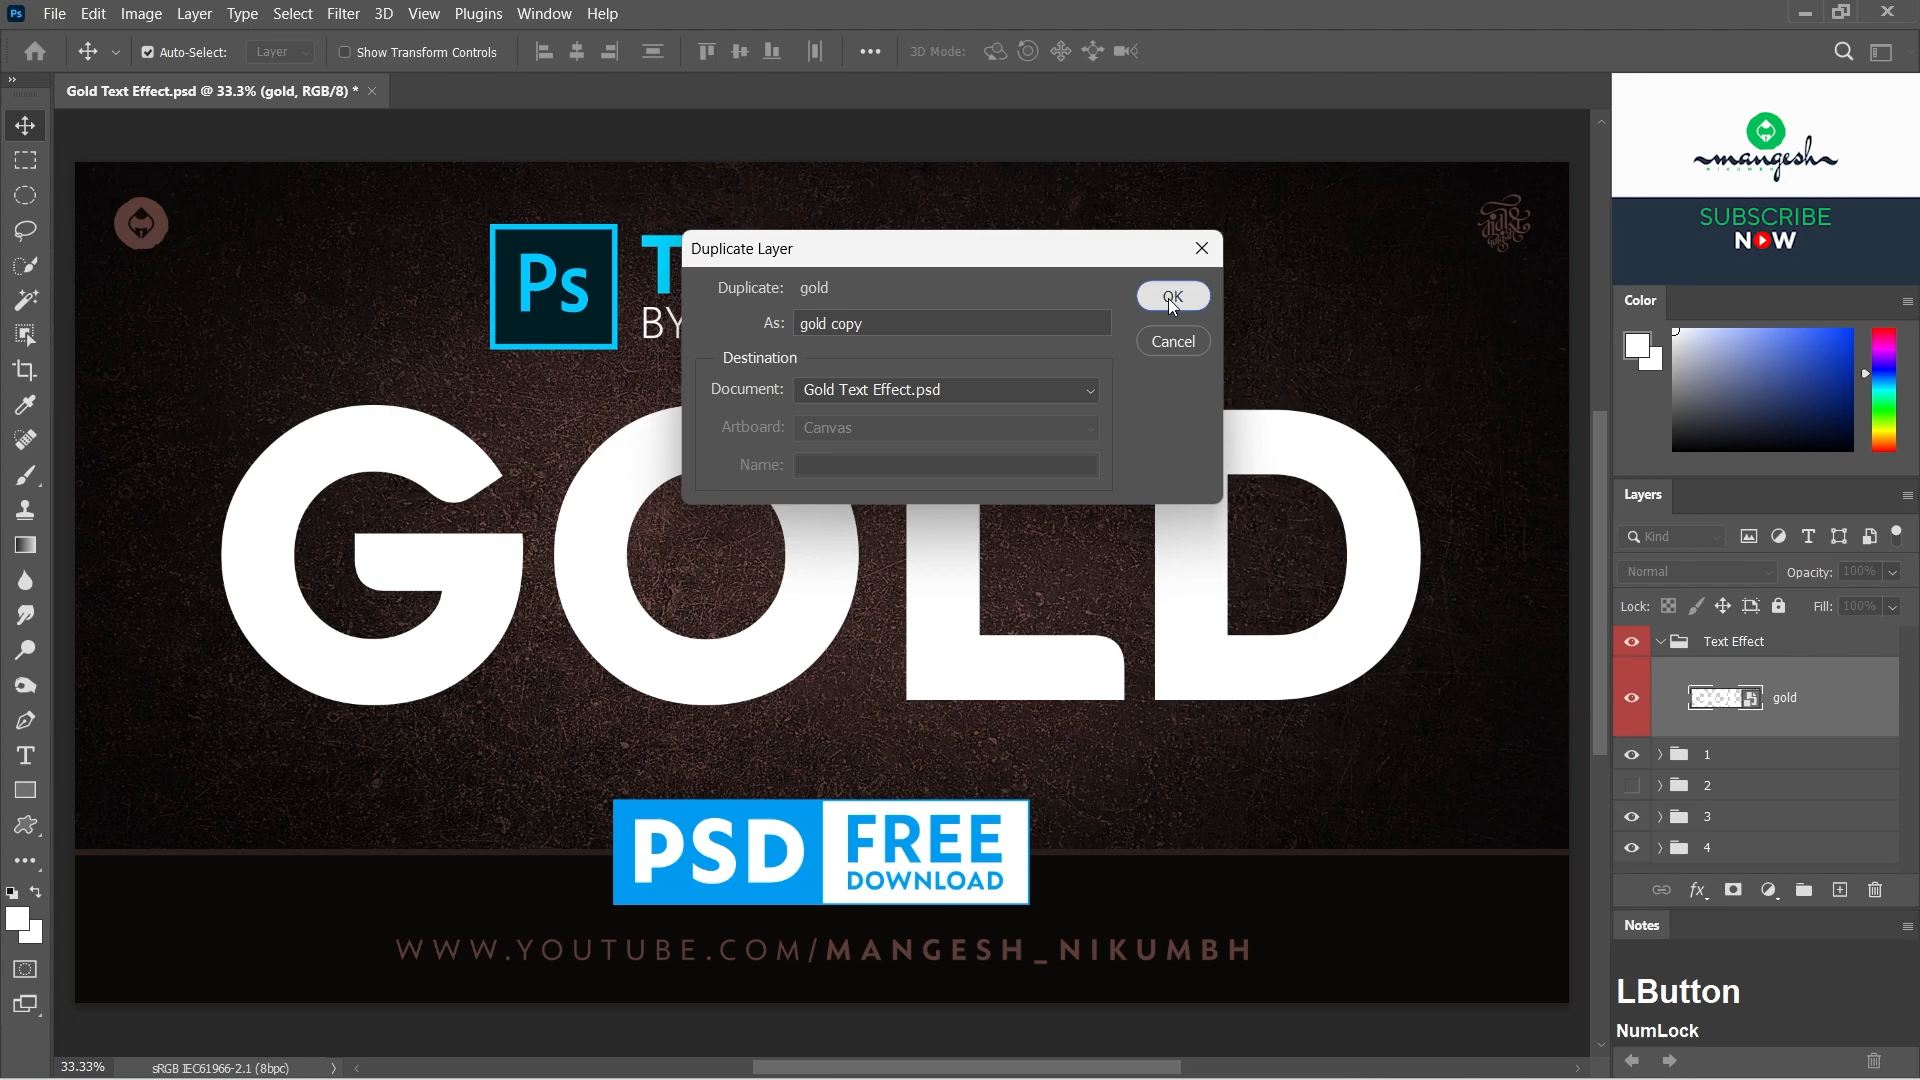 Ps File Edit Image Layer Type Select Filter 3D View Plugins Window Help
Auto-Select: Layer Show Transform Controls 3D Mode:
Gold Text Effect.psd @ 33.3% (gold, RGB/8) *
mangesh
NIKUMBH
SUBSCRIBE
NOW
Ps
T
BY
Duplicate Layer
Duplicate: gold
OK
As: gold copy
Cancel
Destination
Document: Gold Text Effect.psd
Artboard: Canvas
Name:
GOLD
PSD FREE
DOWNLOAD
WWW.YOUTUBE.COM/MANGESH_NIKUMBH
Color
Layers
Kind
Normal Opacity: 100%
Lock: Fill: 100%
Text Effect
gold
1
2
3
4
fx
Notes
LButton
NumLock
33.33% sRGB IEC61966-2.1 (8bpc)